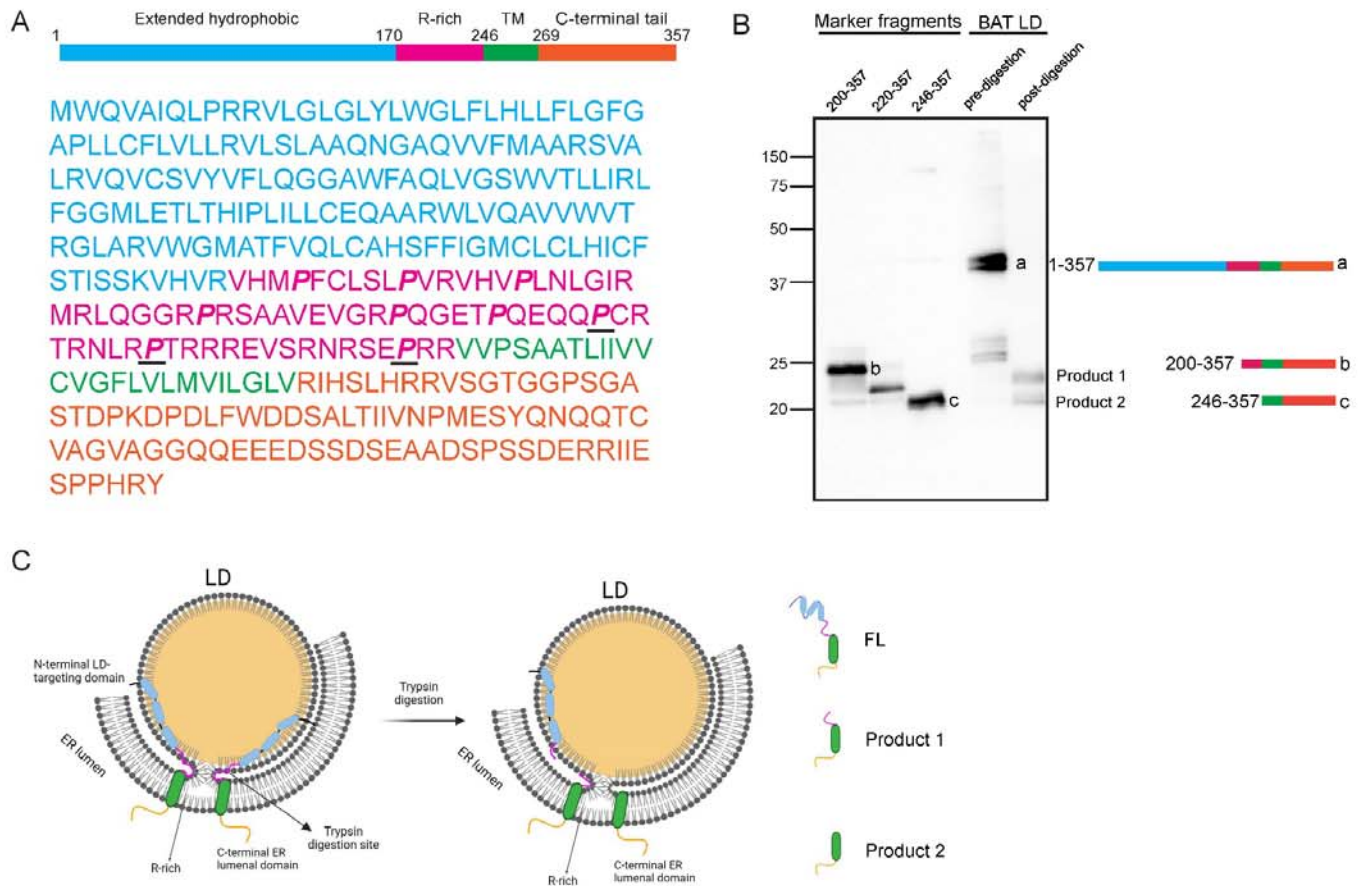 A
Extended hydrophobic R-rich TM C-terminal tail
1 170 246 269 357
MWQVAIQLPRRVLGLGLYLWGLFLHLLFLGFG
APLLCFLVLLRVLSLAAQNGAQVVFMAARSVA
LRVQVCSVYVFLQGGAWFAQLVGSWVTLLIRL
FGGMLETLTHIPLILLCEQAARWLVQAVVWVT
RGLARVWGMATFVQLCAHSFFIGMCLCLHICF
STISSKVHVRVHMPFCLSLPVRVHVPLNLGIR
MRLQGGRPRSAAVEVGRPQGETPQEQQPCR
TRNLRPTRRREVSRNRSEPRRVVPSAATLIIVV
CVGFLVLMVILGLVRIHSLHRRVSGTGGPSGA
STDPKDPDLFWDDSALTIIVNPMESYQNQQTC
VAGVAGGQQEEEDSSDSEAADSPSSDERRIIE
SPPHRY
B
Marker fragments BAT LD
200-357 220-357 246-357 pre-digestion post-digestion
150
75
50
37
25
20
a
b
c
Product 1
Product 2
1-357 a
200-357 b
246-357 c
C
LD
N-terminal LD-
targeting domain
ER lumen
R-rich
C-terminal ER
lumenal domain
Trypsin
digestion site
Trypsin
digestion
LD
ER lumen
R-rich
C-terminal ER
lumenal domain
FL
Product 1
Product 2